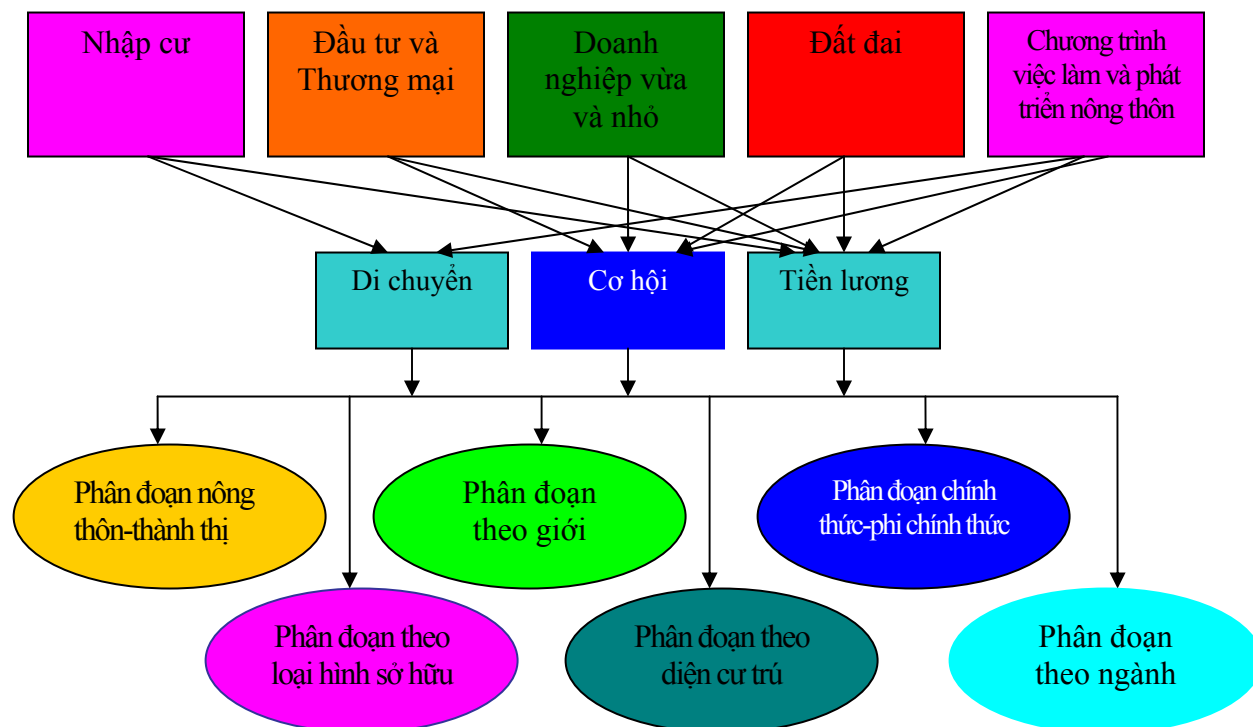 Nhập cư
Đầu tư và
Thương mại
Doanh
nghiệp vừa
và nhỏ
Đất đai
Chương trình
việc làm và phát
triển nông thôn
Di chuyển
Cơ hội
Tiền lương
Phân đoạn nông
thôn-thành thị
Phân đoạn
theo giới
Phân đoạn chính
thức-phi chính thức
Phân đoạn theo
loại hình sở hữu
Phân đoạn theo
diện cư trú
Phân đoạn
theo ngành